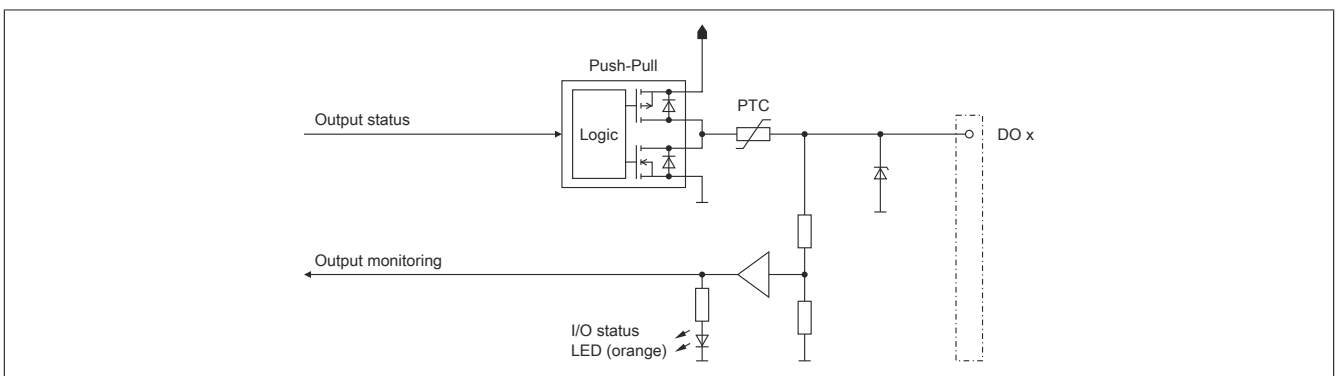 Push-Pull
Output status
Logic
PTC
DO x
Output monitoring
I/O status
LED (orange)